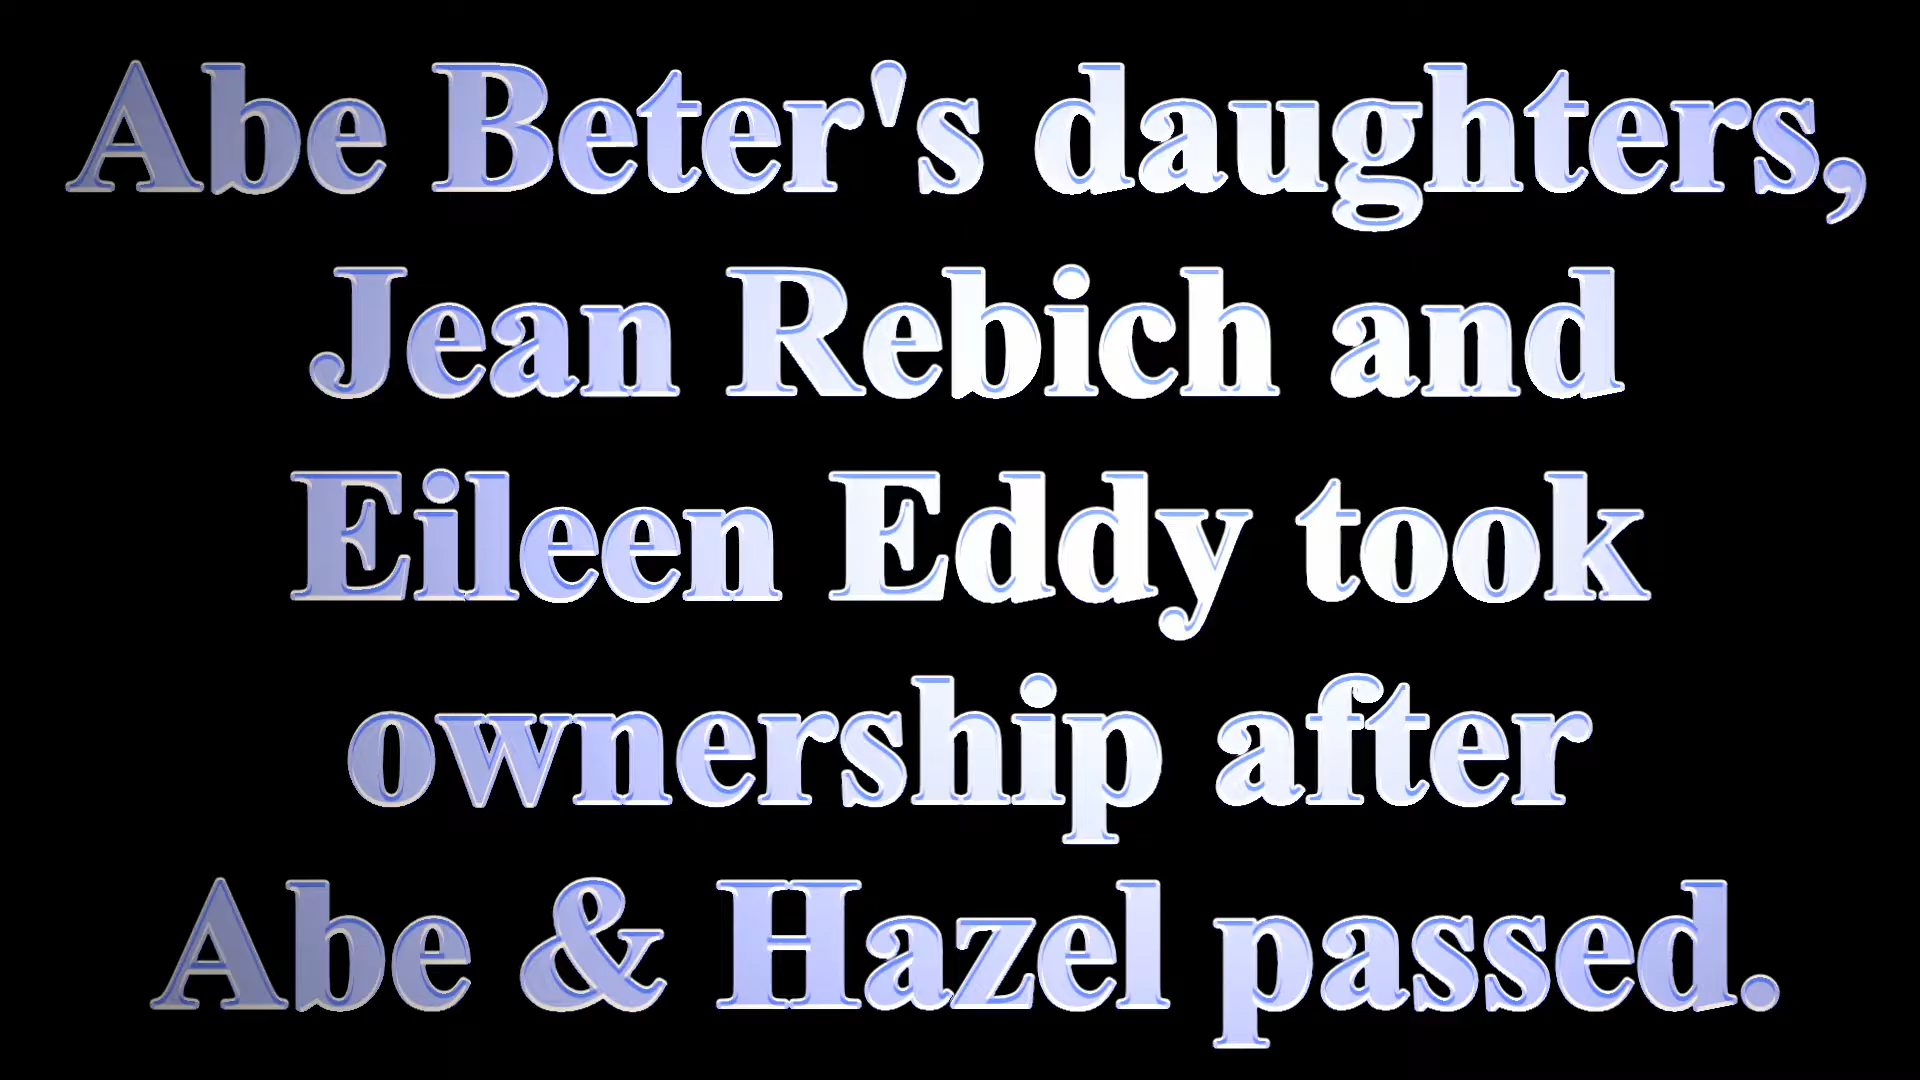 Abe Beter's daughters,
Jean Rebich and
Eileen Eddy took
ownership after
Abe & Hazel passed.